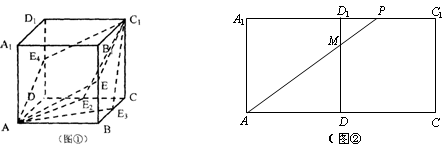 D₁ C₁
A₁ B₁
E₄ E
D E₂ C
E₃
A B
(图①)
A₁ D₁ P C₁
M
A D C
(图②)